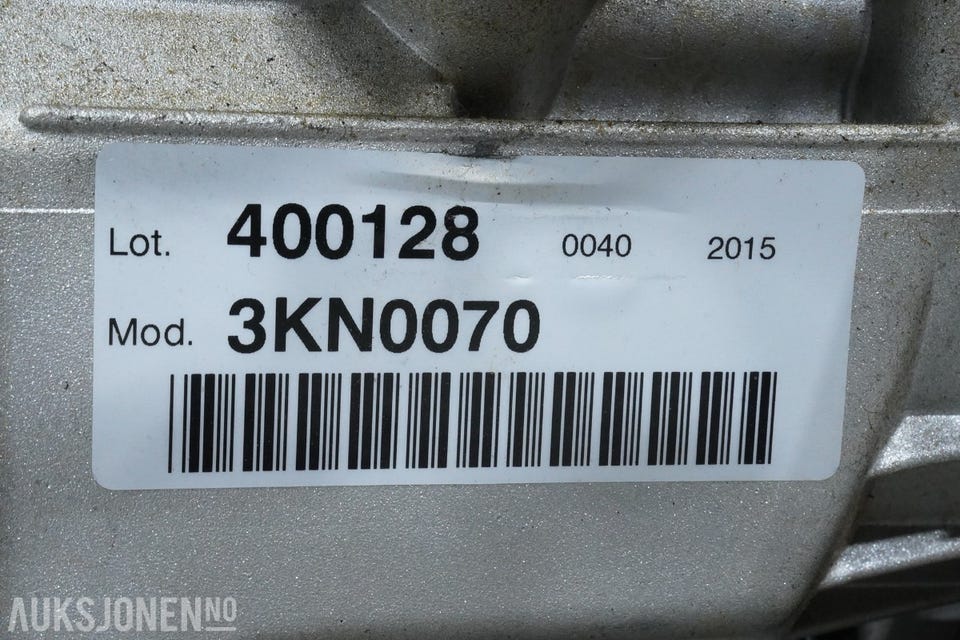 Lot. 400128 0040 2015
Mod. 3KN0070
AUKSJONEN NO